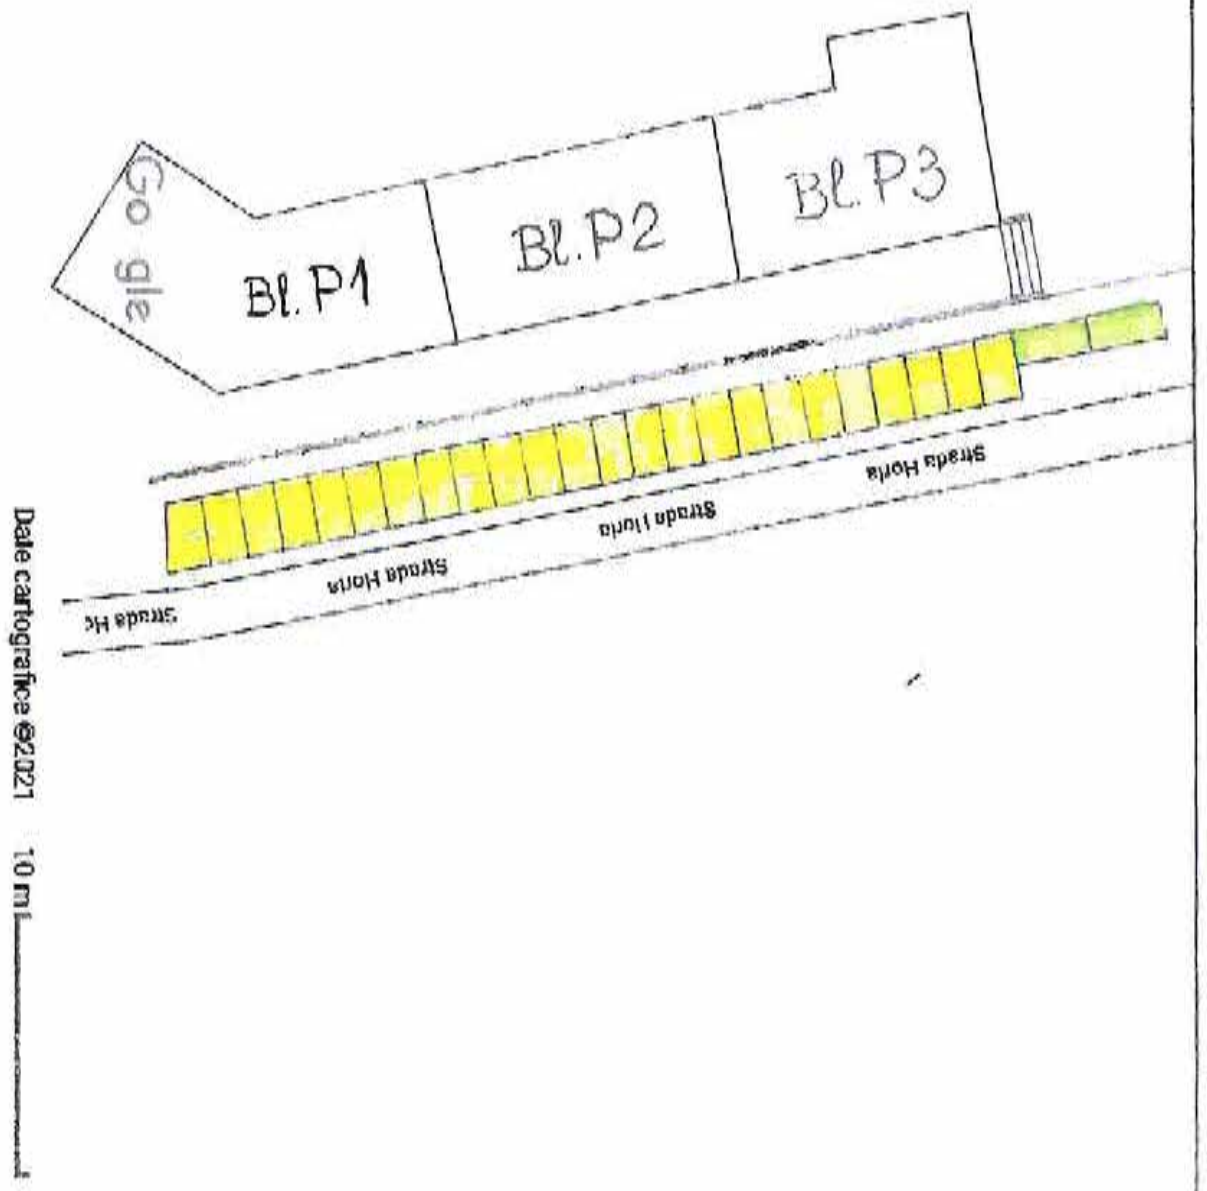 Go gle
Bl. P1
Bl. P2
Bl. P3
Strada Horia
Strada Horia
Strada Horia
Strada Ho
Date cartografice ©2021 10 m